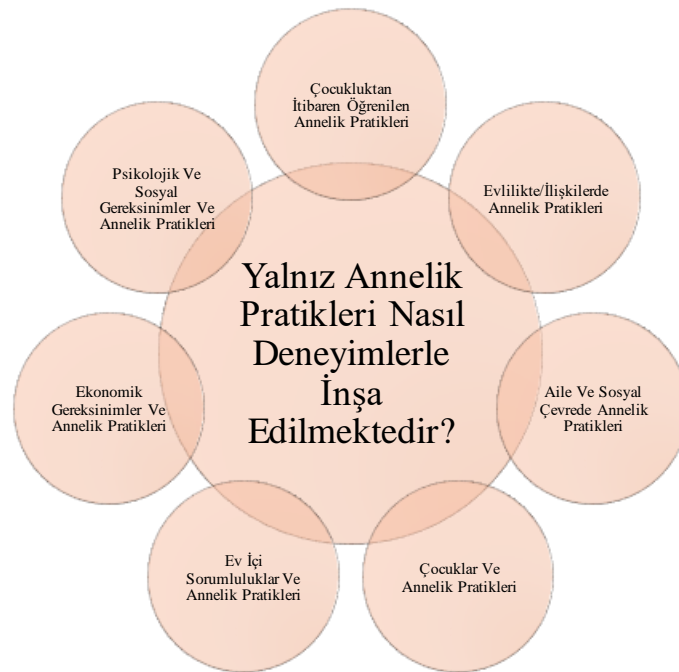 Çocukluktan
İtibaren Öğrenilen
Annelik Pratikleri
Evlilikte/İlişkilerde
Annelik Pratikleri
Aile Ve Sosyal
Çevrede Annelik
Pratikleri
Çocuklar Ve
Annelik Pratikleri
Ev İçi
Sorumluluklar Ve
Annelik Pratikleri
Ekonomik
Gereksinimler Ve
Annelik Pratikleri
Psikolojik Ve
Sosyal
Gereksinimler Ve
Annelik Pratikleri
Yalnız Annelik
Pratikleri Nasıl
Deneyimlerle
İnşa
Edilmektedir?